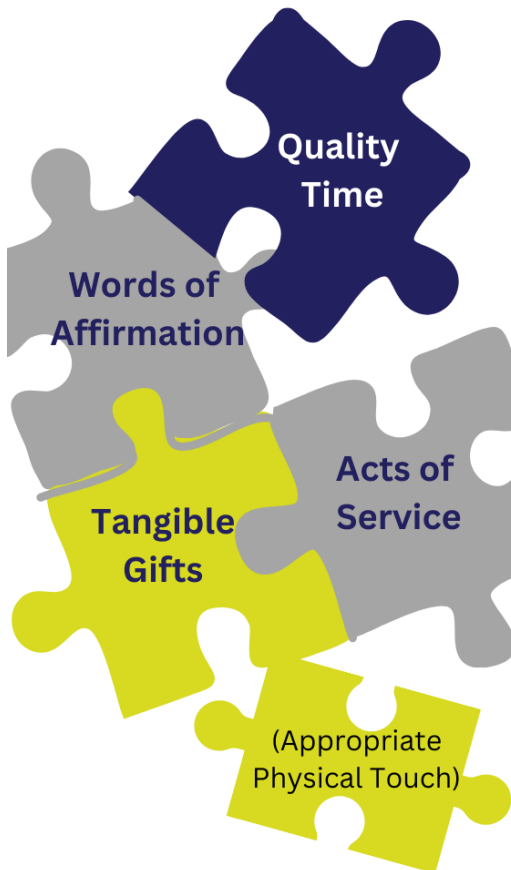 Quality
Time
Words of
Affirmation
Acts of
Service
Tangible
Gifts
(Appropriate
Physical Touch)